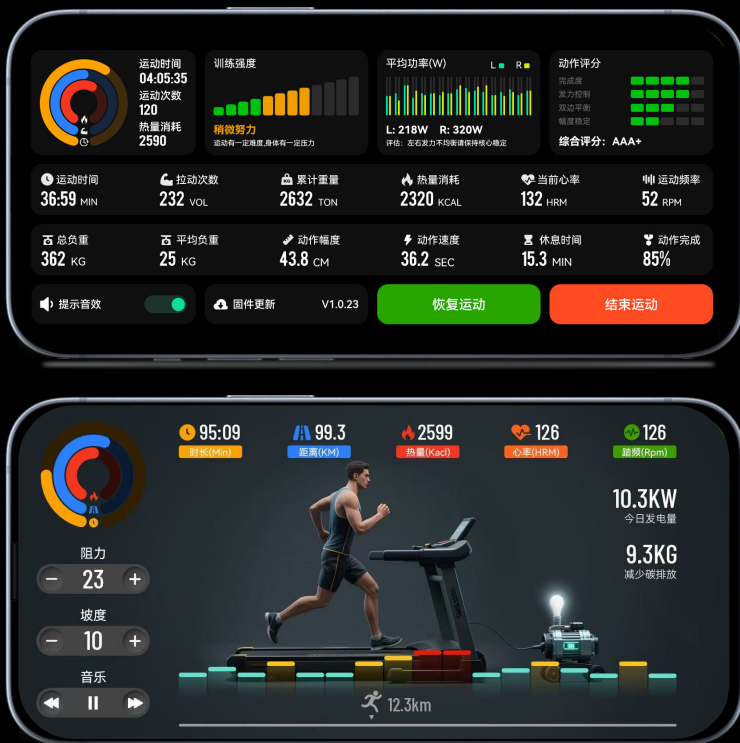 运动时间
04:05:35
运动次数
120
热量消耗
2590
训练强度
稍微努力
运动有一定难度,身体有一定压力
平均功率(W)
L R
L: 218W R: 320W
评估: 左右发力不均衡请保持核心稳定
动作评分
完成度
发力控制
双边平衡
幅度稳定
综合评分: AAA+
运动时间 拉动次数 累计重量 热量消耗 当前心率 运动频率
36:59 MIN 232 VOL 2632 TON 2320 KCAL 132 HRM 52 RPM
总负重 平均负重 动作幅度 动作速度 休息时间 动作完成
362 KG 25 KG 43.8 CM 36.2 SEC 15.3 MIN 85%
提示音效 固件更新 V1.0.23 恢复运动 结束运动
95:09 99.3 2599 126 126
时长(Min) 距离(KM) 热量(Kacl) 心率(HRM) 踏频(Rpm)
10.3KW
今日发电量
9.3KG
减少碳排放
阻力
23
坡度
10
音乐
12.3km